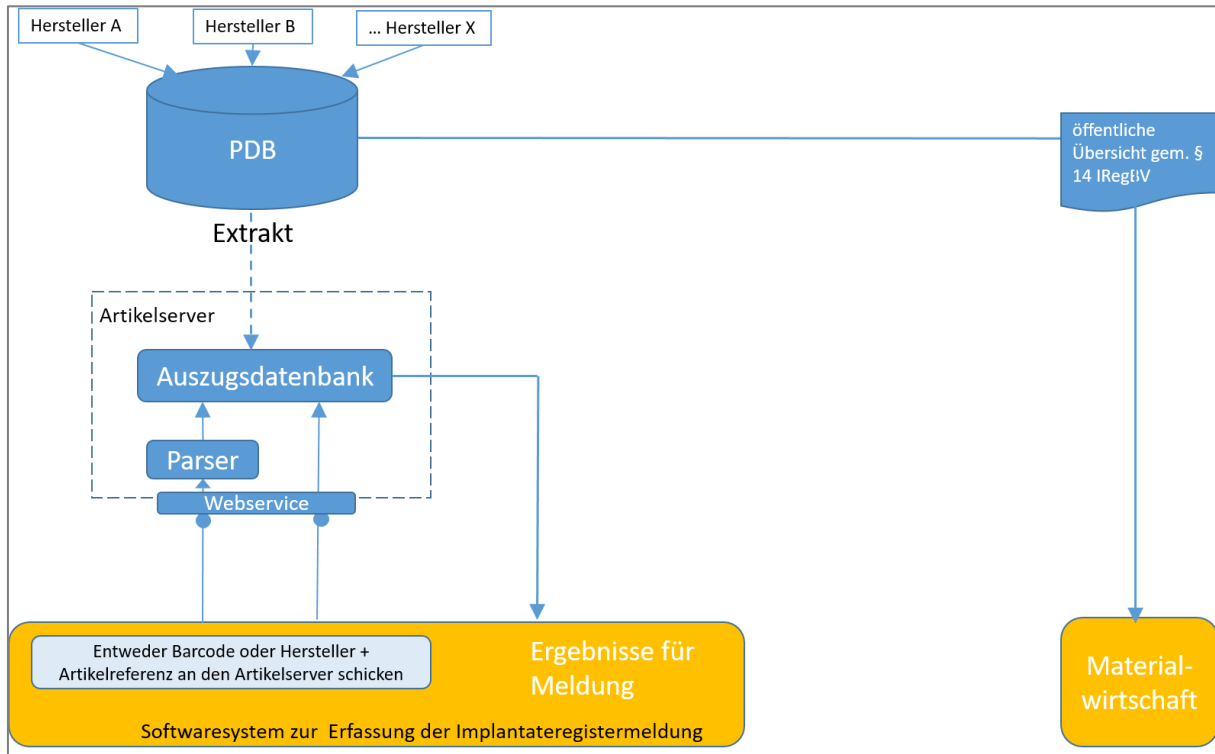 Hersteller A
Hersteller B
... Hersteller X
PDB
öffentliche
Übersicht gem. §
14 IRegBV
Extrakt
Artikelserver
Auszugsdatenbank
Parser
Webservice
Entweder Barcode oder Hersteller +
Artikelreferenz an den Artikelserver schicken
Ergebnisse für
Meldung
Softwaresystem zur Erfassung der Implantateregistermeldung
Material-
wirtschaft